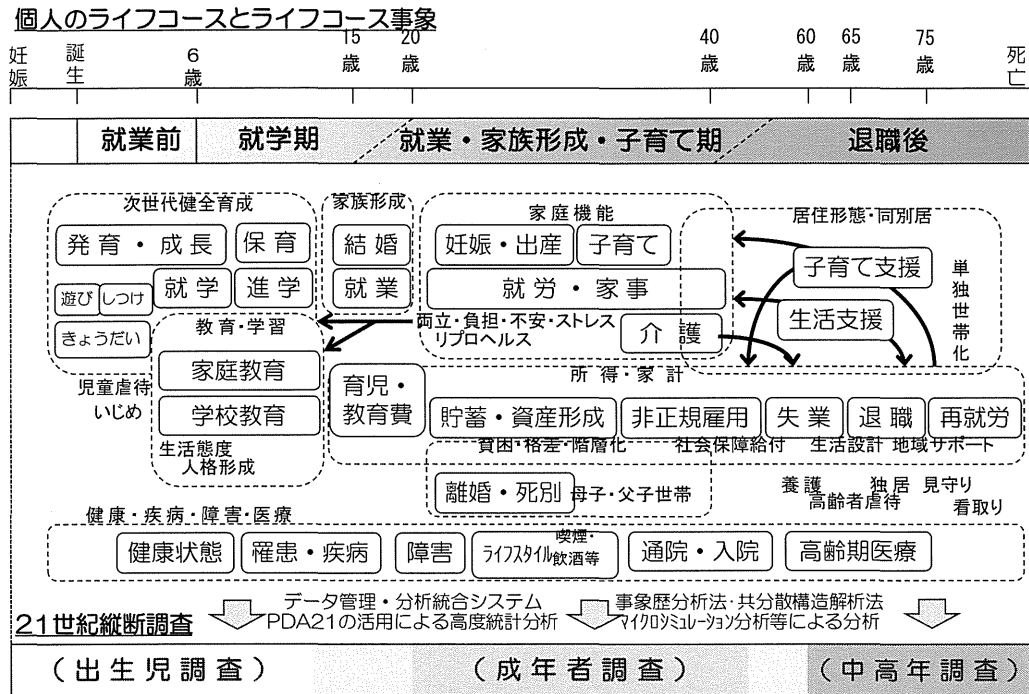 個人のライフコースとライフコース事象
妊娠
誕生
6歳
15歳
20歳
40歳
60歳
65歳
75歳
死亡
就業前
就学期
就業・家族形成・子育て期
退職後
次世代健全育成
発育・成長
保育
就学
進学
遊び
しつけ
きょうだい
児童虐待
いじめ
教育・学習
家庭教育
学校教育
生活態度
人格形成
家族形成
結婚
就業
家庭機能
妊娠・出産
子育て
就労・家事
両立・負担・不安・ストレス
リプロヘルス
介護
居住形態・同別居
子育て支援
生活支援
単独世帯化
所得・家計
育児・
教育費
貯蓄・資産形成
非正規雇用
失業
退職
再就労
貧困・格差・階層化
社会保障給付
生活設計
地域サポート
離婚・死別
母子・父子世帯
養護
独居
見守り
高齢者虐待
看取り
健康・疾病・障害・医療
健康状態
罹患・疾病
障害
ライフスタイル
喫煙・
飲酒等
通院・入院
高齢期医療
データ管理・分析統合システム
PDA21の活用による高度統計分析
事象歴分析法・共分散構造解析法
マイクロシミュレーション分析等による分析
21世紀縦断調査
（出生児調査）
（成年者調査）
（中高年調査）